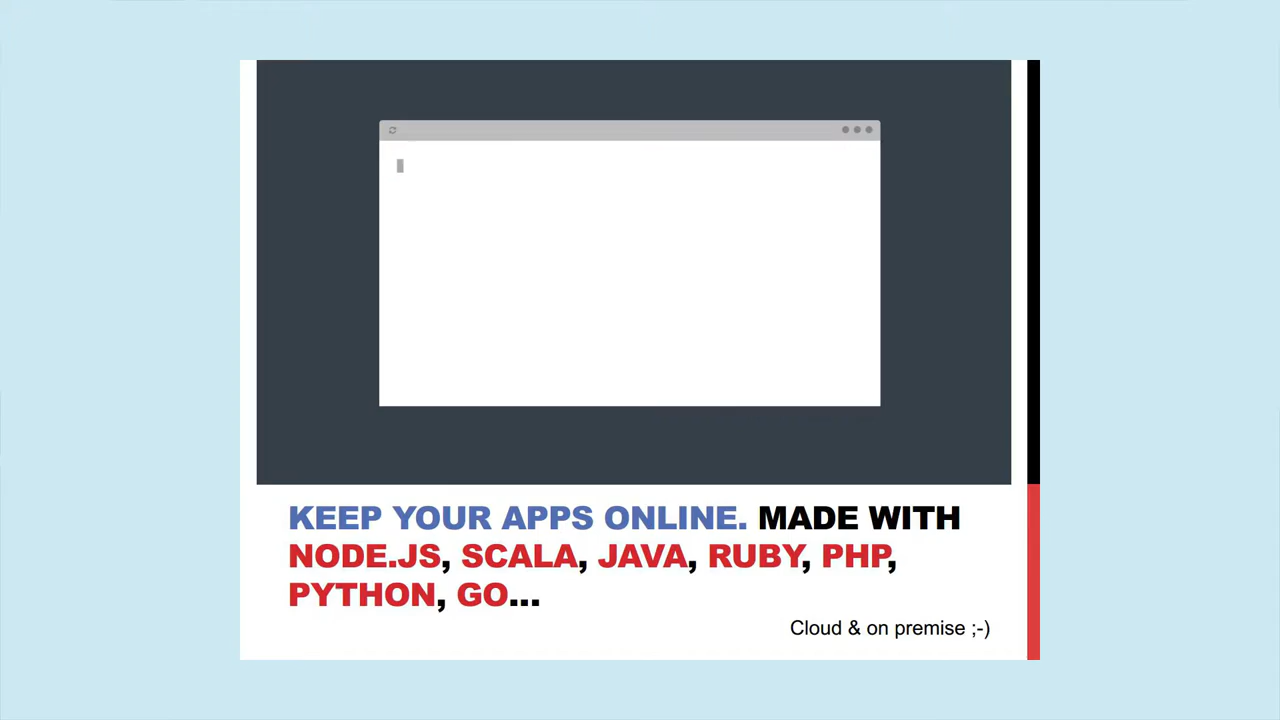 KEEP YOUR APPS ONLINE. MADE WITH
NODE.JS, SCALA, JAVA, RUBY, PHP,
PYTHON, GO...
Cloud & on premise ;-)